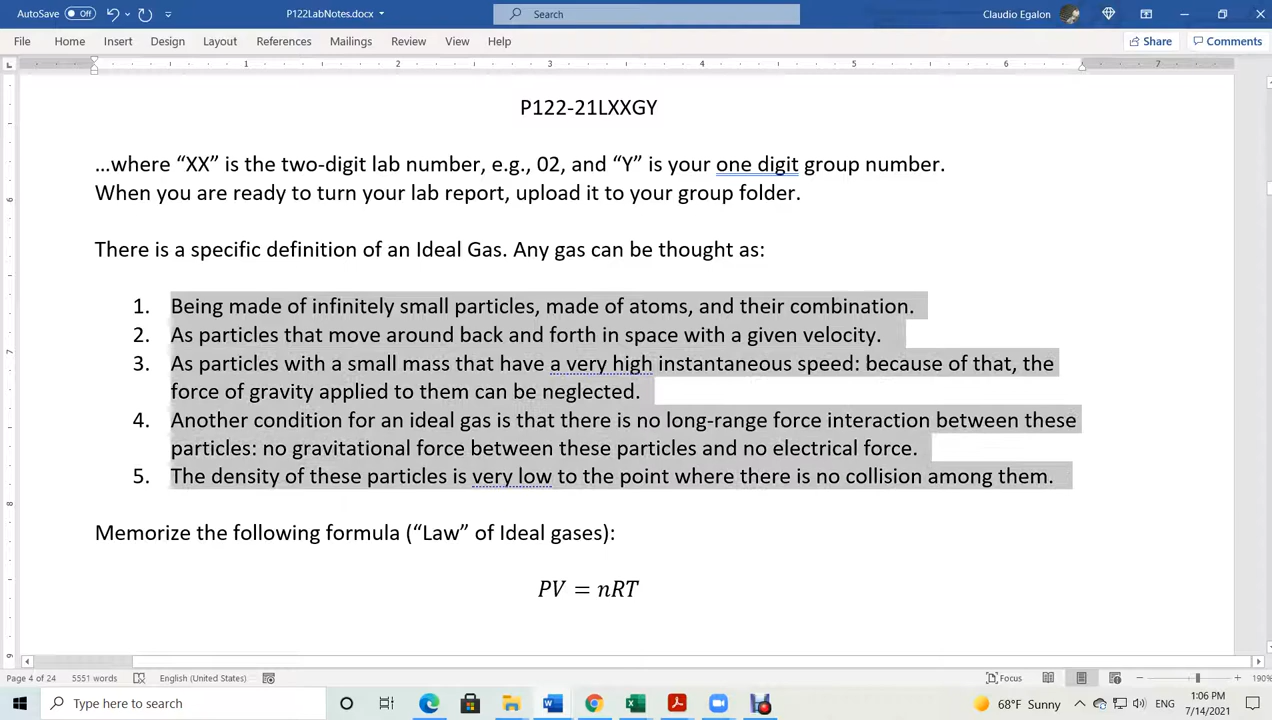 AutoSave Off P122LabNotes.docx Search Claudio Egalon
File Home Insert Design Layout References Mailings Review View Help Share Comments
1 2 3 4 5 6 7
P122-21LXXGY
…where “XX” is the two-digit lab number, e.g., 02, and “Y” is your one digit group number.
When you are ready to turn your lab report, upload it to your group folder.
There is a specific definition of an Ideal Gas. Any gas can be thought as:
1. Being made of infinitely small particles, made of atoms, and their combination.
2. As particles that move around back and forth in space with a given velocity.
3. As particles with a small mass that have a very high instantaneous speed: because of that, the
force of gravity applied to them can be neglected.
4. Another condition for an ideal gas is that there is no long-range force interaction between these
particles: no gravitational force between these particles and no electrical force.
5. The density of these particles is very low to the point where there is no collision among them.
Memorize the following formula (“Law” of Ideal gases):
PV = nRT
Page 4 of 24 5551 words English (United States) Focus 190%
Type here to search 68°F Sunny ENG 1:06 PM
7/14/2021